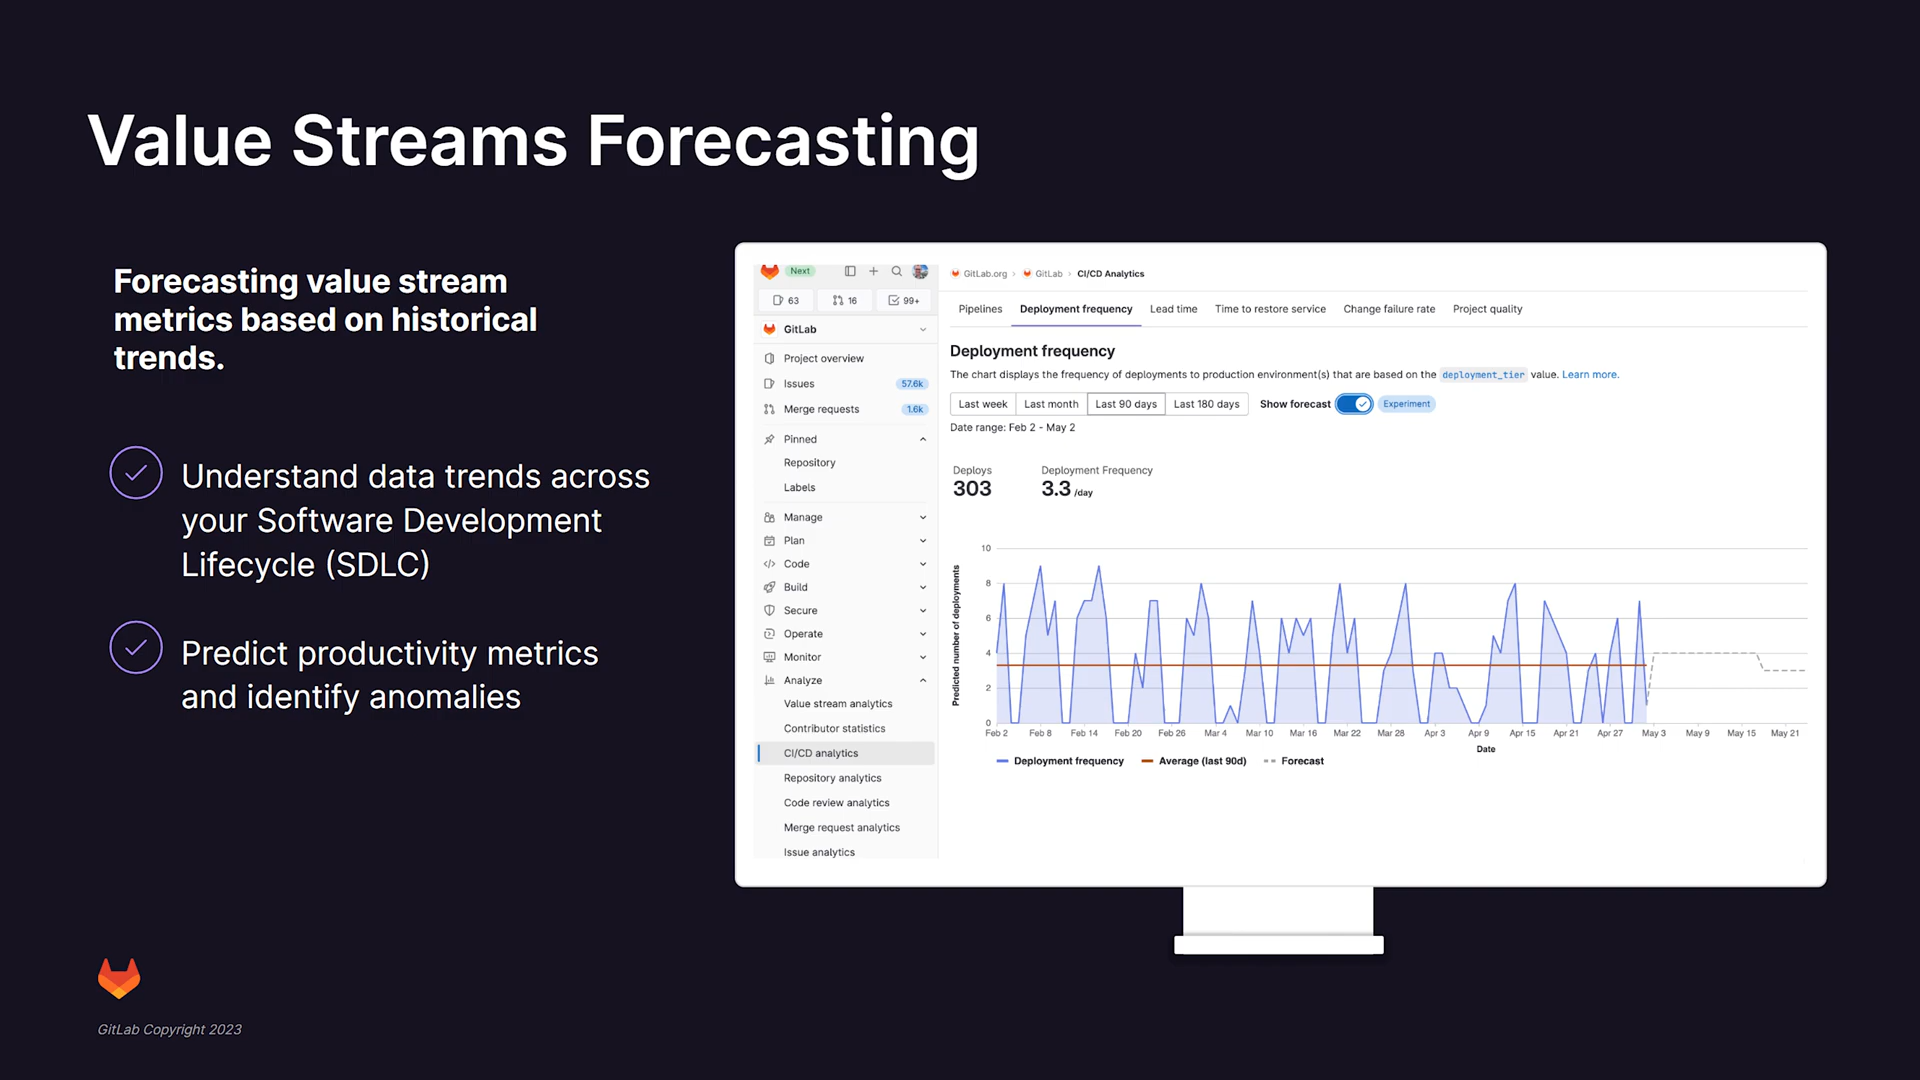 Value Streams Forecasting
Forecasting value stream
metrics based on historical
trends.
Understand data trends across
your Software Development
Lifecycle (SDLC)
Predict productivity metrics
and identify anomalies
GitLab Copyright 2023
Next
63
16
99+
GitLab
Project overview
Issues 57.6k
Merge requests 1.6k
Pinned
Repository
Labels
Manage
Plan
Code
Build
Secure
Operate
Monitor
Analyze
Value stream analytics
Contributor statistics
CI/CD analytics
Repository analytics
Code review analytics
Merge request analytics
Issue analytics
GitLab.org › GitLab › CI/CD Analytics
Pipelines Deployment frequency Lead time Time to restore service Change failure rate Project quality
Deployment frequency
The chart displays the frequency of deployments to production environment(s) that are based on the deployment_tier value. Learn more.
Last week Last month Last 90 days Last 180 days Show forecast Experiment
Date range: Feb 2 - May 2
Deploys Deployment Frequency
303 3.3 /day
Predicted number of deployments
10
8
6
4
2
0
Feb 2 Feb 8 Feb 14 Feb 20 Feb 26 Mar 4 Mar 10 Mar 16 Mar 22 Mar 28 Apr 3 Apr 9 Apr 15 Apr 21 Apr 27 May 3 May 9 May 15 May 21
Date
Deployment frequency Average (last 90d) Forecast